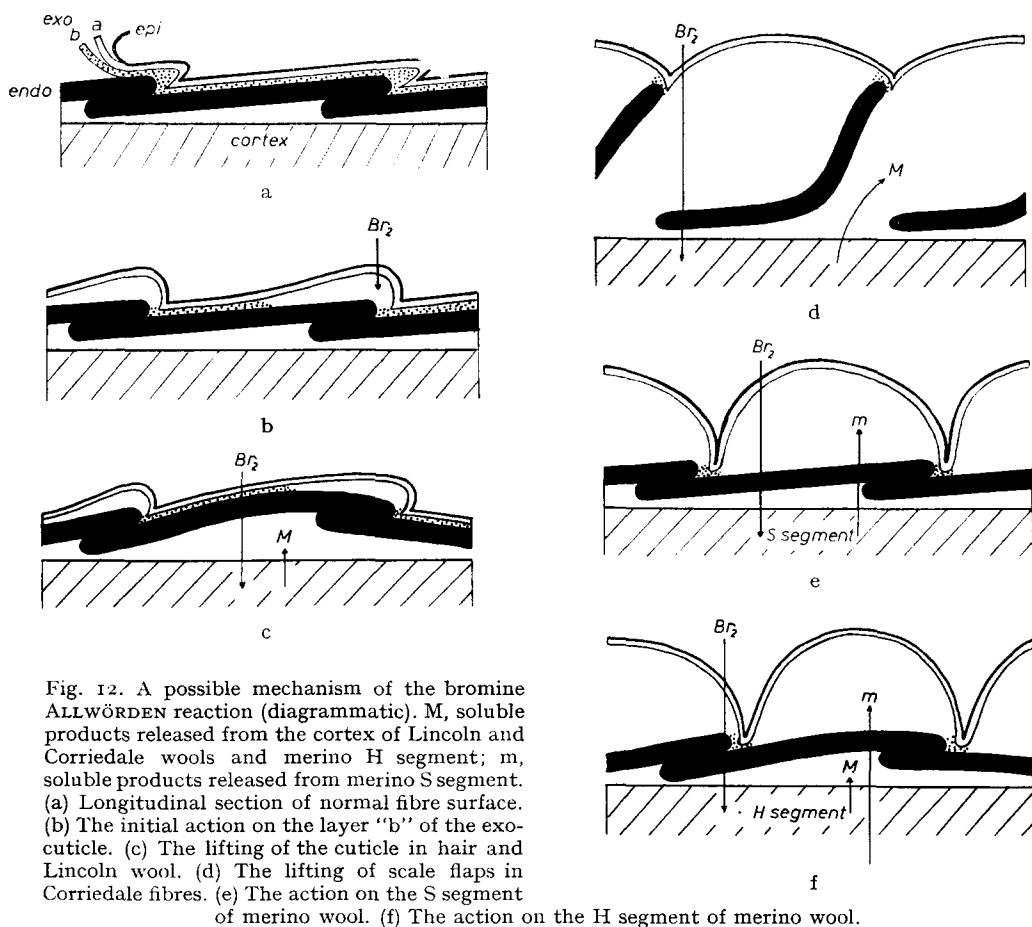 exo
b
a
epi
endo
cortex
a
Br2
b
Br2
M
c
Br2
M
d
Br2
m
S segment
e
Br2
m
M
H segment
f
Fig. 12. A possible mechanism of the bromine
ALLWÖRDEN reaction (diagrammatic). M, soluble
products released from the cortex of Lincoln and
Corriedale wools and merino H segment; m,
soluble products released from merino S segment.
(a) Longitudinal section of normal fibre surface.
(b) The initial action on the layer “b” of the exo-
cuticle. (c) The lifting of the cuticle in hair and
Lincoln wool. (d) The lifting of scale flaps in
Corriedale fibres. (e) The action on the S segment
of merino wool. (f) The action on the H segment of merino wool.